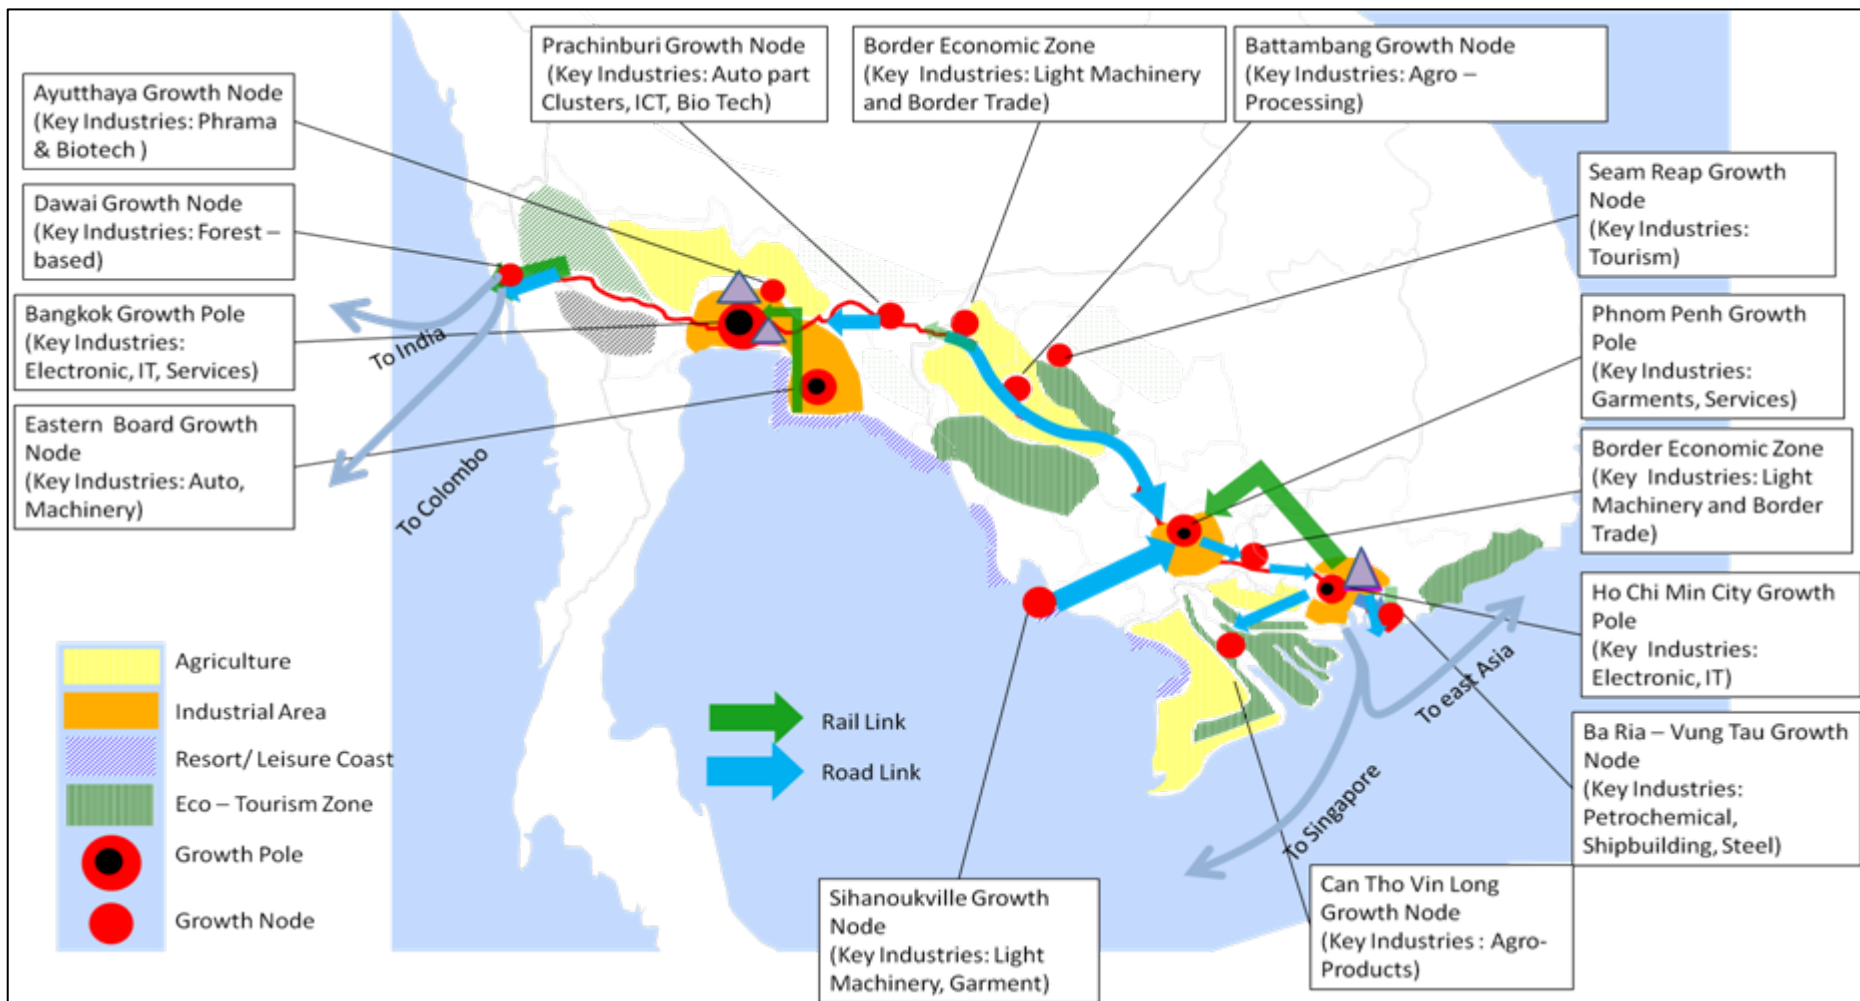 Prachinburi Growth Node
(Key Industries: Auto part
Clusters, ICT, Bio Tech)
Border Economic Zone
(Key Industries: Light Machinery
and Border Trade)
Battambang Growth Node
(Key Industries: Agro –
Processing)
Ayutthaya Growth Node
(Key Industries: Phrama
& Biotech )
Dawai Growth Node
(Key Industries: Forest –
based)
Bangkok Growth Pole
(Key Industries:
Electronic, IT, Services)
Eastern Board Growth
Node
(Key Industries: Auto,
Machinery)
To India
To Colombo
Seam Reap Growth
Node
(Key Industries:
Tourism)
Phnom Penh Growth
Pole
(Key Industries:
Garments, Services)
Border Economic Zone
(Key Industries: Light
Machinery and Border
Trade)
Ho Chi Min City Growth
Pole
(Key Industries:
Electronic, IT)
Ba Ria – Vung Tau Growth
Node
(Key Industries:
Petrochemical,
Shipbuilding, Steel)
To east Asia
To Singapore
Can Tho Vin Long
Growth Node
(Key Industries : Agro-
Products)
Sihanoukville Growth
Node
(Key Industries: Light
Machinery, Garment)
Rail Link
Road Link
Agriculture
Industrial Area
Resort/ Leisure Coast
Eco – Tourism Zone
Growth Pole
Growth Node